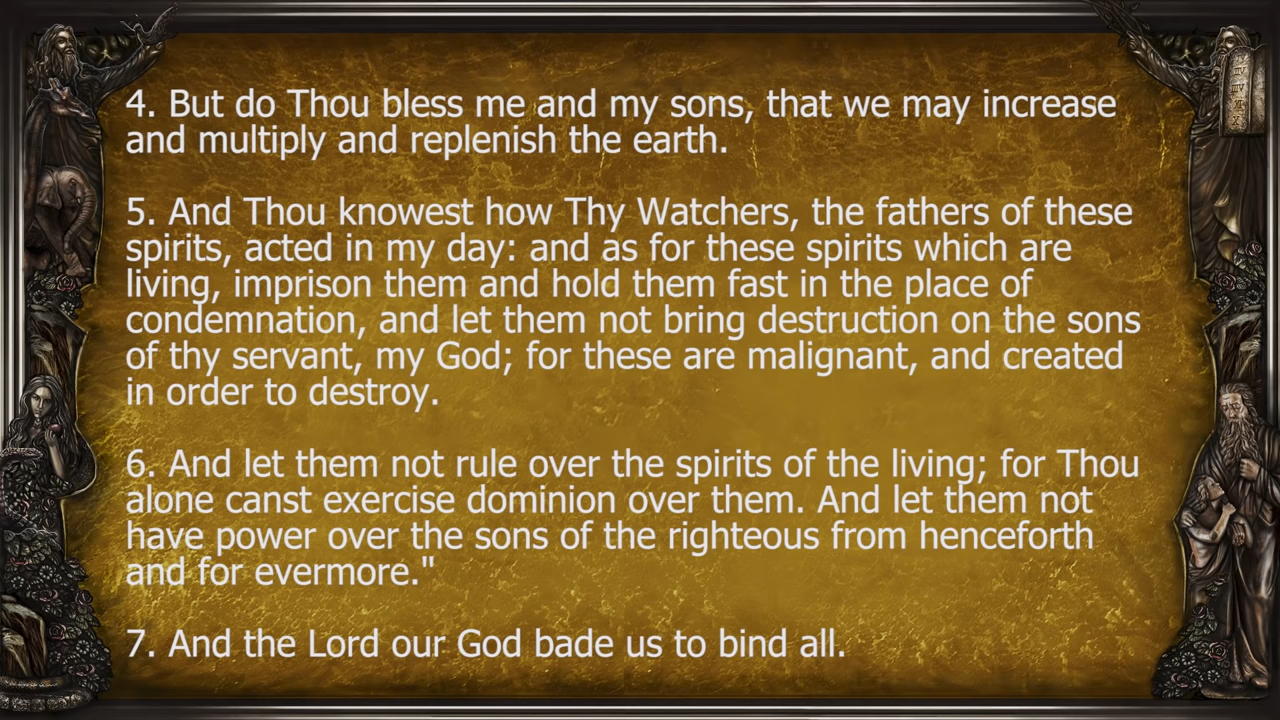 4. But do Thou bless me and my sons, that we may increase
and multiply and replenish the earth.
5. And Thou knowest how Thy Watchers, the fathers of these
spirits, acted in my day: and as for these spirits which are
living, imprison them and hold them fast in the place of
condemnation, and let them not bring destruction on the sons
of thy servant, my God; for these are malignant, and created
in order to destroy.
6. And let them not rule over the spirits of the living; for Thou
alone canst exercise dominion over them. And let them not
have power over the sons of the righteous from henceforth
and for evermore."
7. And the Lord our God bade us to bind all.